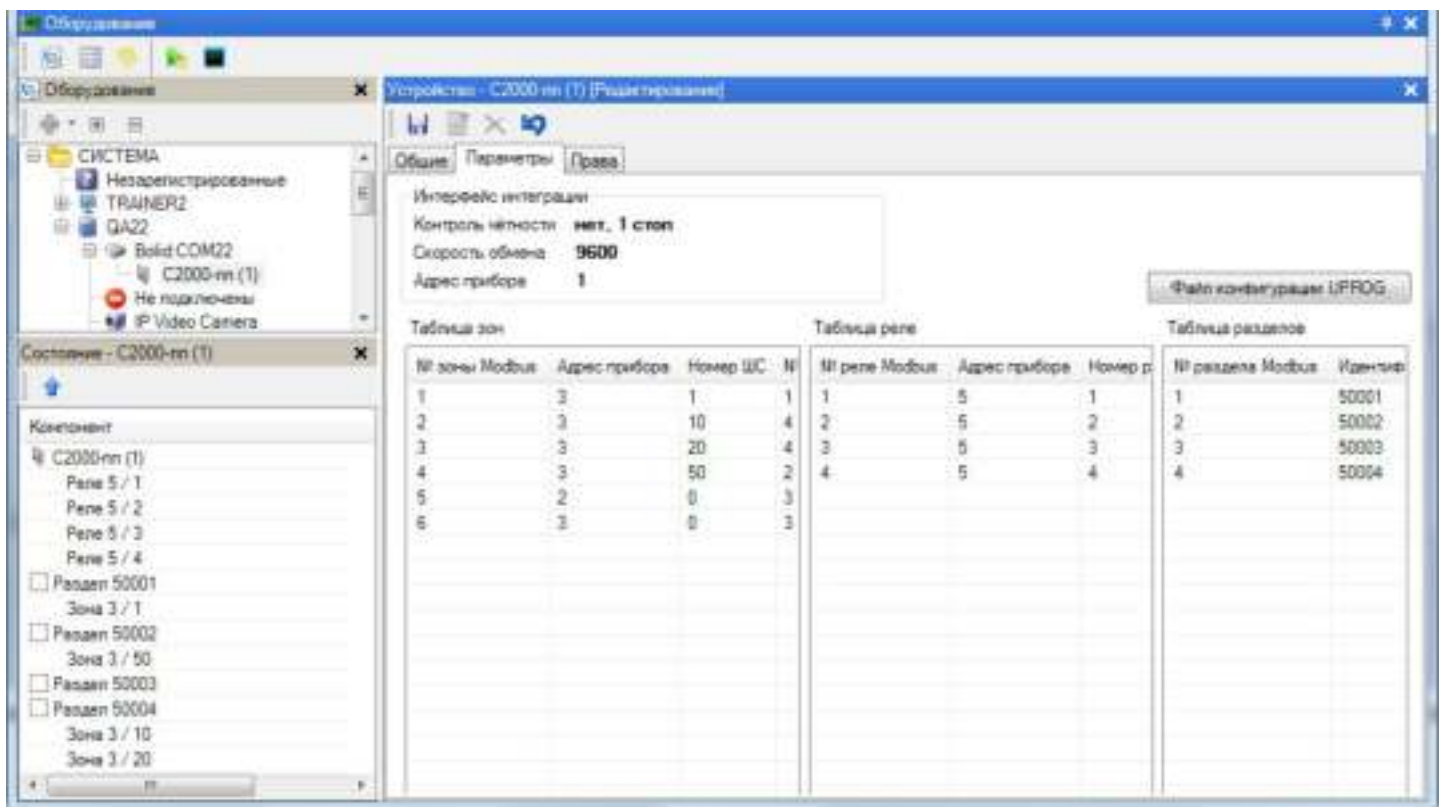 Оборудование
Оборудование
СИСТЕМА
Незарегистрированные
TRAINER2
QA22
Bolid COM22
С2000-пп (1)
Не подключены
IP Video Camera
Состояние - С2000-пп (1)
Компонент
С2000-пп (1)
Реле 5 / 1
Реле 5 / 2
Реле 5 / 3
Реле 5 / 4
Раздел 50001
Зона 3 / 1
Раздел 50002
Зона 3 / 50
Раздел 50003
Раздел 50004
Зона 3 / 10
Зона 3 / 20
Устройство - С2000-пп (1) [Редактирование]
Общие Параметры Права
Интерфейс интеграции
Контроль чётности нет, 1 стоп
Скорость обмена 9600
Адрес прибора 1
Файл конфигурации UPROG
Таблица зон
№ зоны Modbus Адрес прибора Номер ШС №
1 3 1 1
2 3 10 4
3 3 20 4
4 3 50 2
5 2 0 3
6 3 0 3
Таблица реле
№ реле Modbus Адрес прибора Номер р
1 5 1
2 5 2
3 5 3
4 5 4
Таблица разделов
№ раздела Modbus Идентиф
1 50001
2 50002
3 50003
4 50004